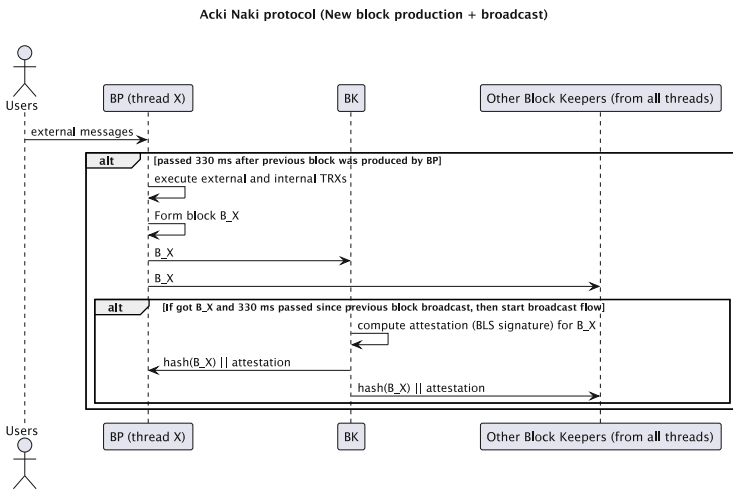 Acki Naki protocol (New block production + broadcast)
Users
BP (thread X)
BK
Other Block Keepers (from all threads)
external messages
alt [passed 330 ms after previous block was produced by BP]
execute external and internal TRXs
Form block B_X
B_X
B_X
alt [If got B_X and 330 ms passed since previous block broadcast, then start broadcast flow]
compute attestation (BLS signature) for B_X
hash(B_X) || attestation
hash(B_X) || attestation
Users
BP (thread X)
BK
Other Block Keepers (from all threads)